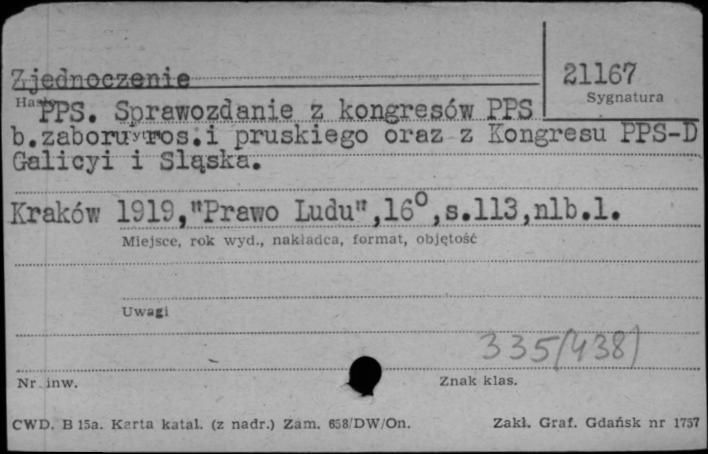 Zjednoczenie
21167
Hasło
Sygnatura
PPS. Sprawozdanie z kongresów PPS
b.zaboru ros.i pruskiego oraz z Kongresu PPS-D
Galicyi i Sląska.
Kraków 1919,"Prawo Ludu",16°,s.113,nlb.1.
Miejsce, rok wyd., nakładca, format, objętość
Uwagi
335/438)
Nr inw.
Znak klas.
CWD. B 15a. Karta katal. (z nadr.) Zam. 658/DW/On.
Zakł. Graf. Gdańsk nr 1757